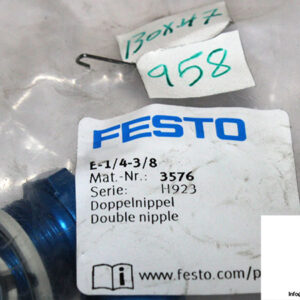 130x47
958
FESTO
E-1/4-3/8
Mat.-Nr.: 3576
Serie: H923
Doppelnippel
Double nipple
i www.festo.com/p